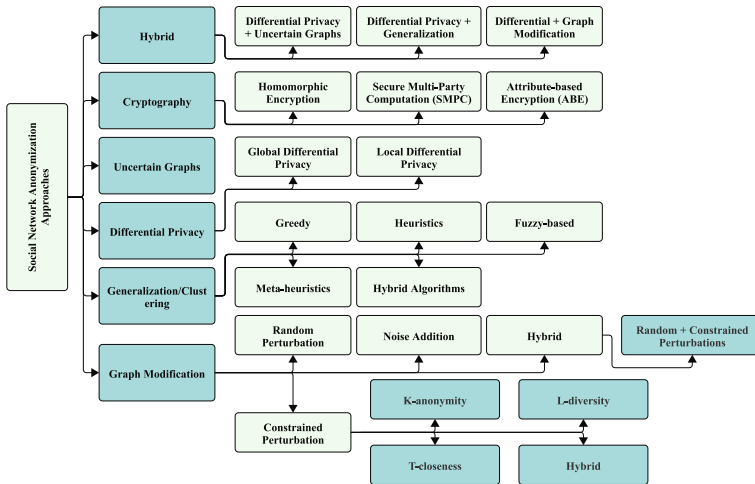 Social Network Anonymization
Approaches
Hybrid
Differential Privacy
+ Uncertain Graphs
Differential Privacy +
Generalization
Differential + Graph
Modification
Cryptography
Homomorphic
Encryption
Secure Multi-Party
Computation (SMPC)
Attribute-based
Encryption (ABE)
Uncertain Graphs
Global Differential
Privacy
Local Differential
Privacy
Differential Privacy
Greedy
Heuristics
Fuzzy-based
Generalization/Clust
ering
Meta-heuristics
Hybrid Algorithms
Random
Perturbation
Noise Addition
Hybrid
Random + Constrained
Perturbations
Graph Modification
K-anonymity
L-diversity
Constrained
Perturbation
T-closeness
Hybrid